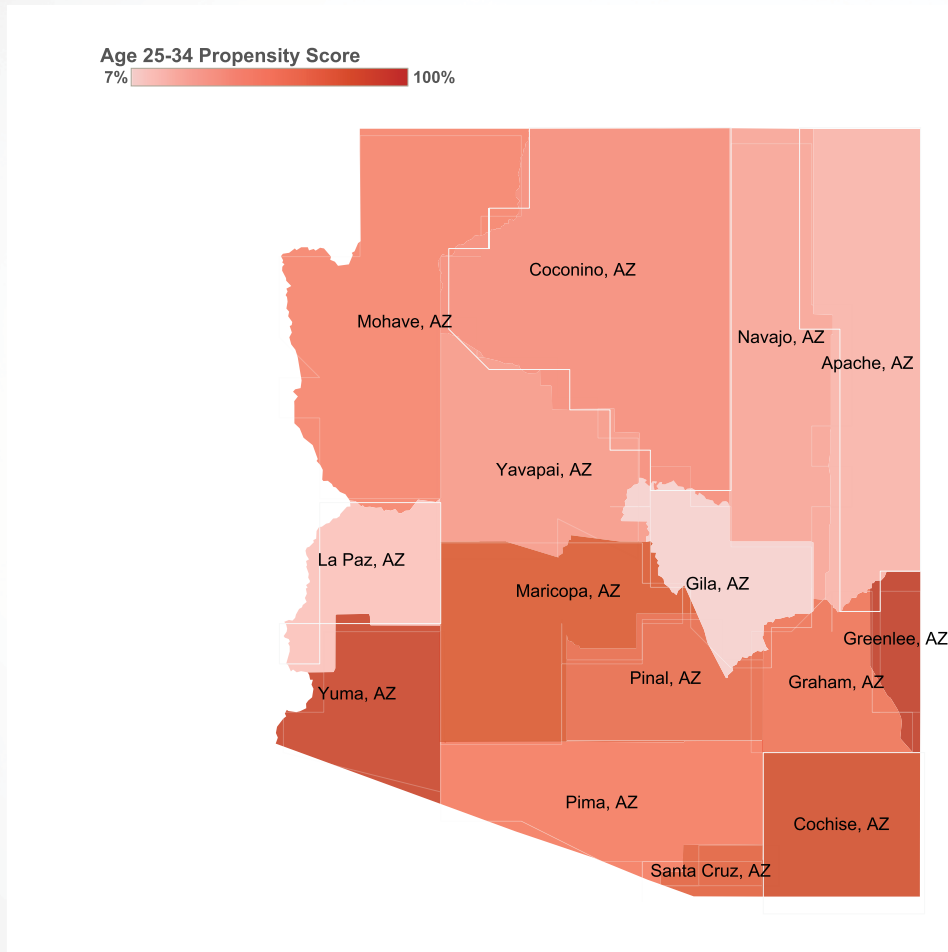 Age 25-34 Propensity Score
7% 100%
Coconino, AZ
Mohave, AZ
Navajo, AZ
Apache, AZ
Yavapai, AZ
La Paz, AZ
Gila, AZ
Maricopa, AZ
Greenlee, AZ
Pinal, AZ
Graham, AZ
Yuma, AZ
Pima, AZ
Cochise, AZ
Santa Cruz, AZ